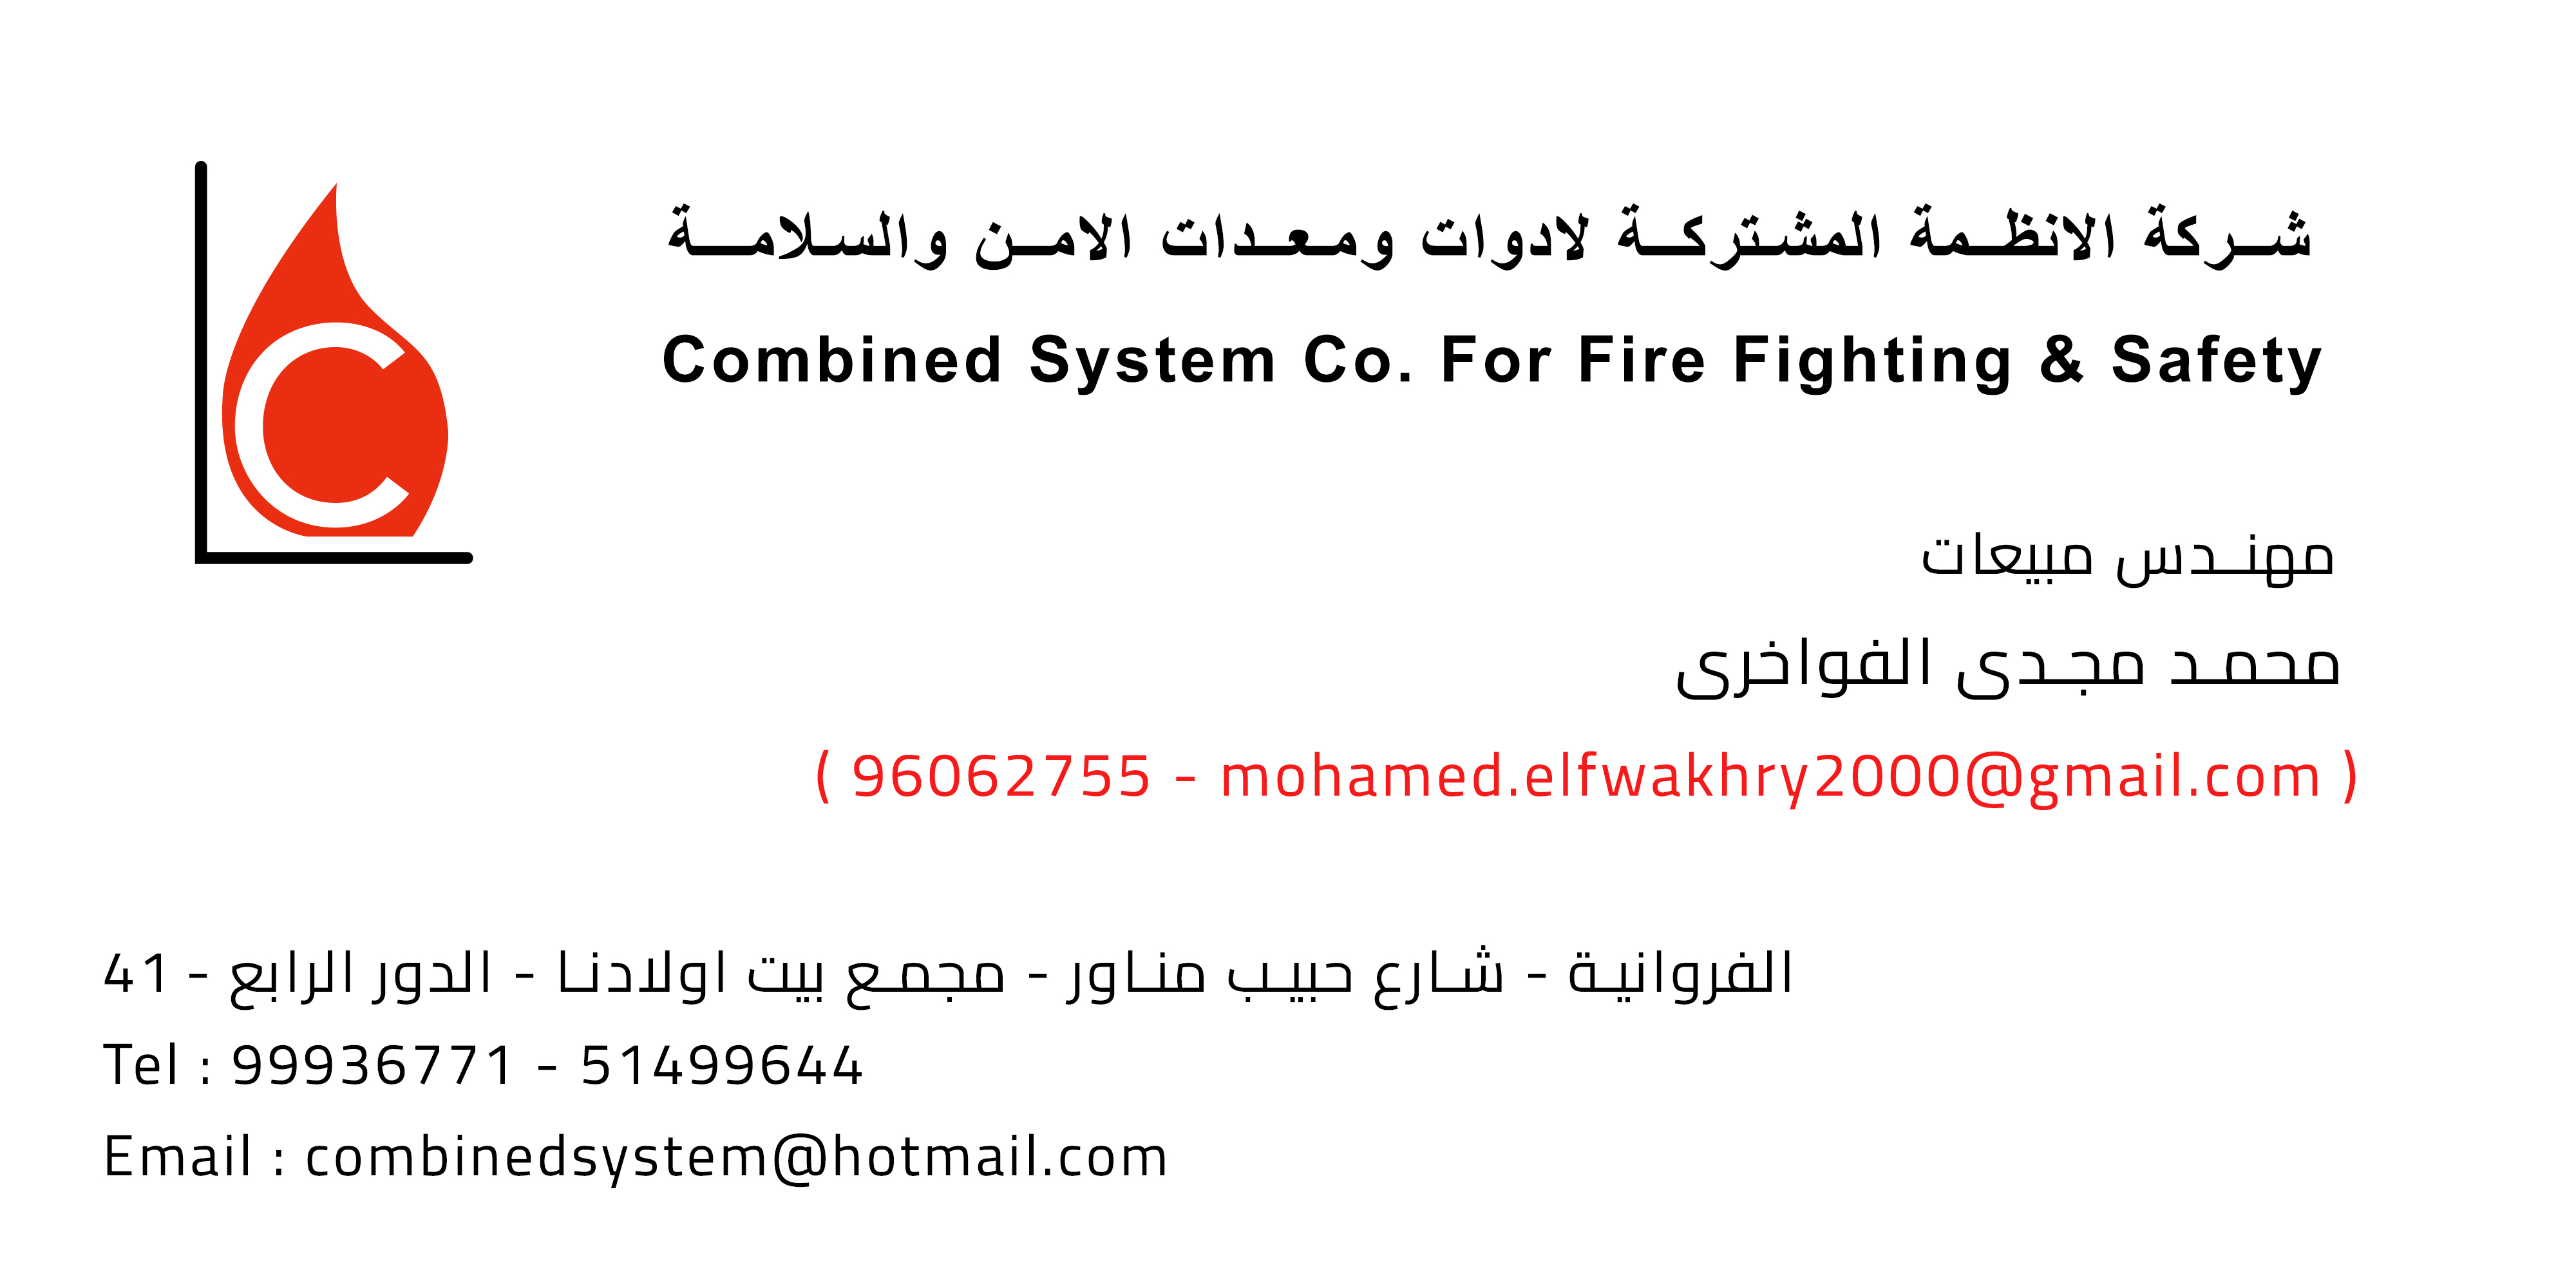 شركة الانظمة المشتركة لادوات ومعدات الامن والسلامة
Combined System Co. For Fire Fighting & Safety
مهندس مبيعات
محمد مجدى الفواخرى
( 96062755 - mohamed.elfwakhry2000@gmail.com )
الفروانية - شارع حبيب مناور - مجمع بيت اولادنا - الدور الرابع - 41
Tel : 99936771 - 51499644
Email : combinedsystem@hotmail.com